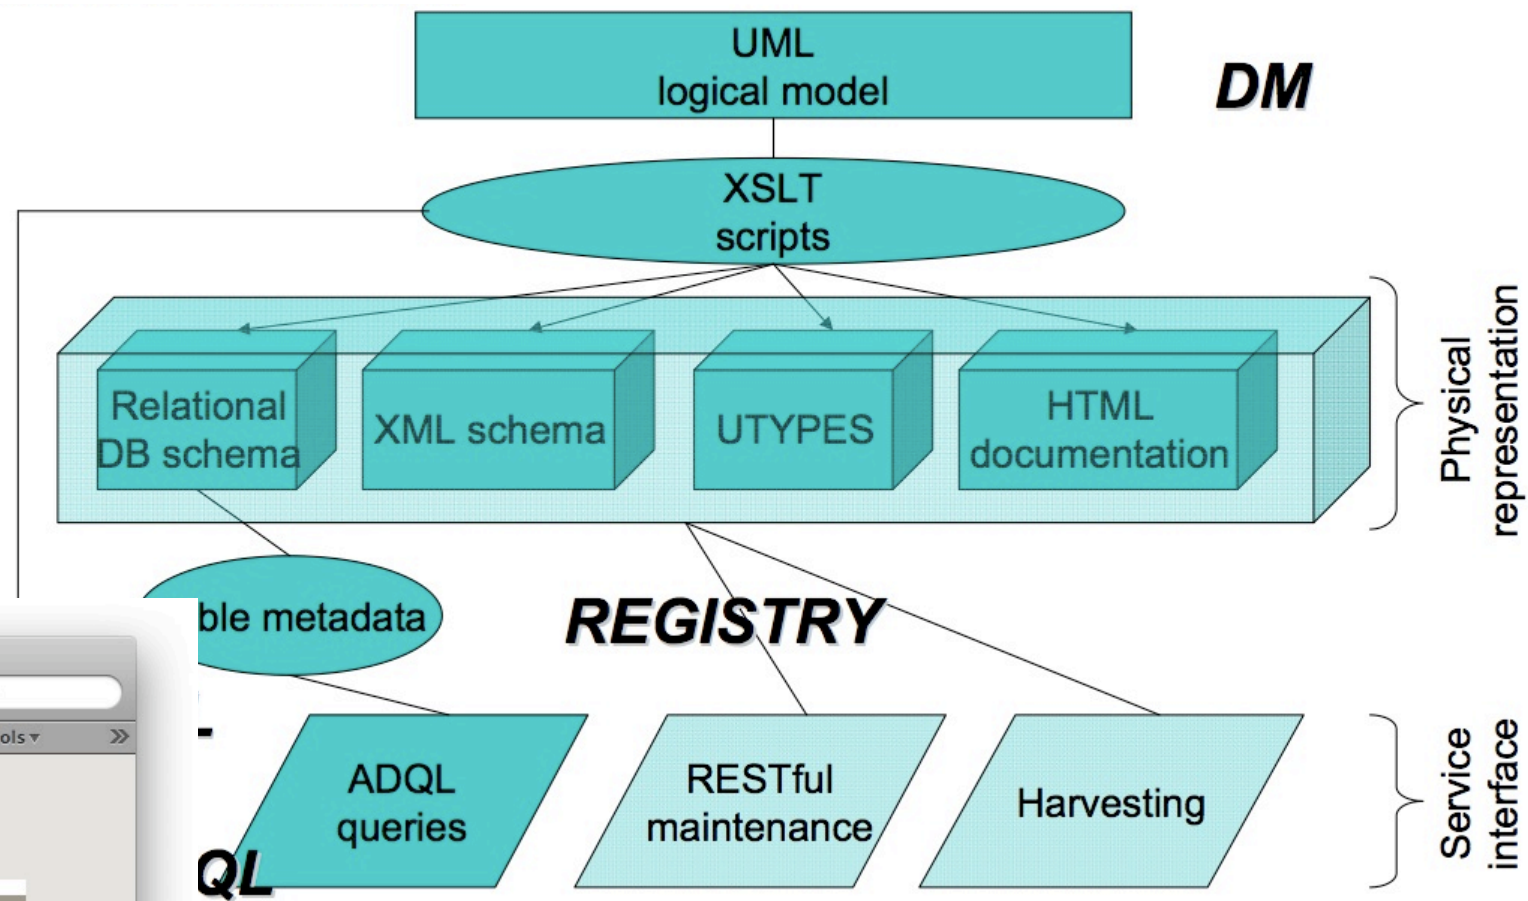 UML
logical model
DM
XSLT
scripts
Relational
DB schema
XML schema
UTYPES
HTML
documentation
Physical
representation
ble metadata
REGISTRY
ols
ADQL
queries
RESTful
maintenance
Harvesting
Service
interface
QL